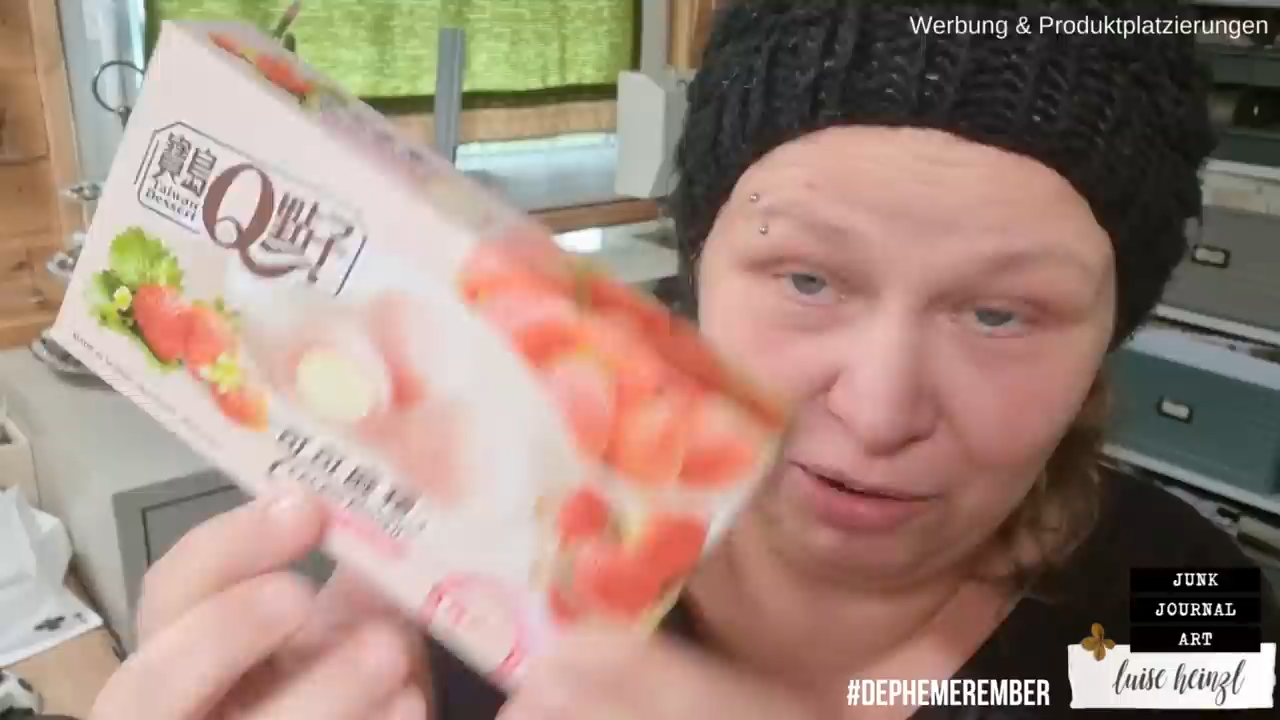 Werbung & Produktplatzierungen
寶島
Q點子
Taiwan
Dessert
JUNK
JOURNAL
ART
luise heinzl
#DEPHEMEREMBER